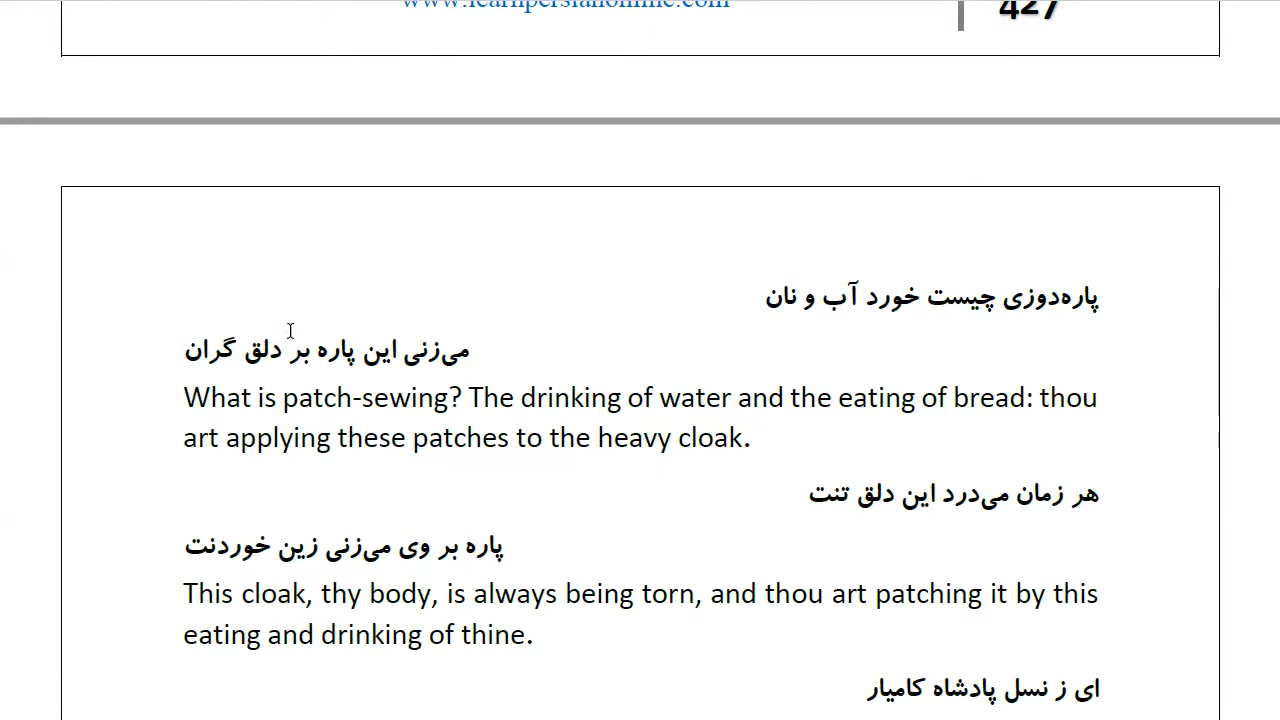 www.learnpersianonline.com
427
پاره‌دوزی چیست خورد آب و نان
می‌زنی این پاره بر دلق گران
What is patch-sewing? The drinking of water and the eating of bread: thou
art applying these patches to the heavy cloak.
هر زمان می‌درد این دلق تنت
پاره بر وی می‌زنی زین خوردنت
This cloak, thy body, is always being torn, and thou art patching it by this
eating and drinking of thine.
ای ز نسل پادشاه کامیار